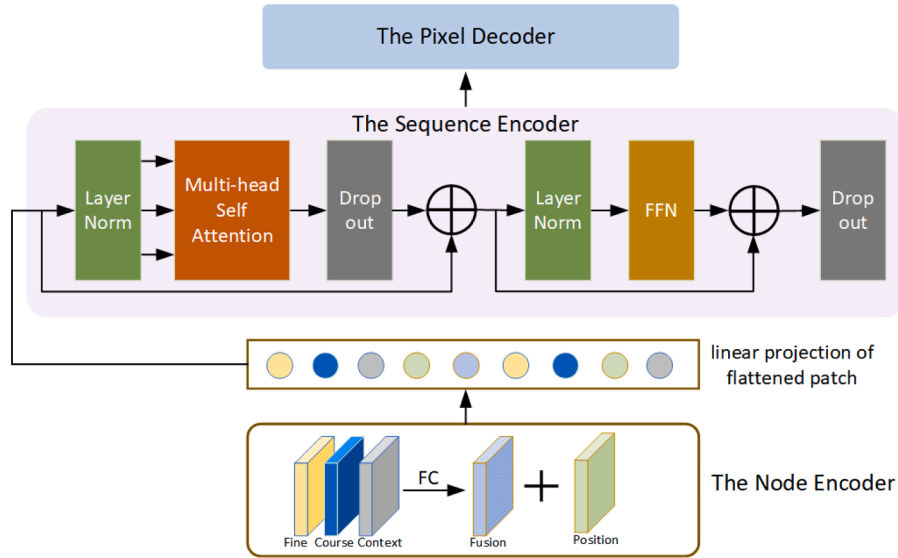 The Pixel Decoder
The Sequence Encoder
Layer
Norm
Multi-head
Self
Attention
Drop
out
Layer
Norm
FFN
Drop
out
linear projection of
flattened patch
FC
Fine Course Context
Fusion
Position
The Node Encoder